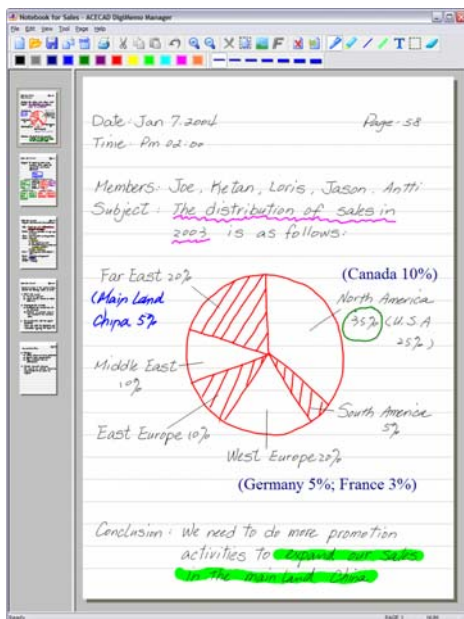 Notebook for Sales - ACECAD DigiMemo Manager
File Edit View Tool Page Help
Date: Jan 7. 2004
Page - 58
Time: Pm 02:00
Members: Joe, Ketan, Loris, Jason, Antti
Subject: The distribution of sales in
2003 is as follows:
Far East 20%
(Canada 10%)
(Main Land
China 5%
North America
35% (U.S.A
25%)
Middle East
10%
South America
5%
East Europe 10%
West Europe 20%
(Germany 5%; France 3%)
Conclusion: We need to do more promotion
activities to expand our sales
in the main land China
Ready
PAGE 1